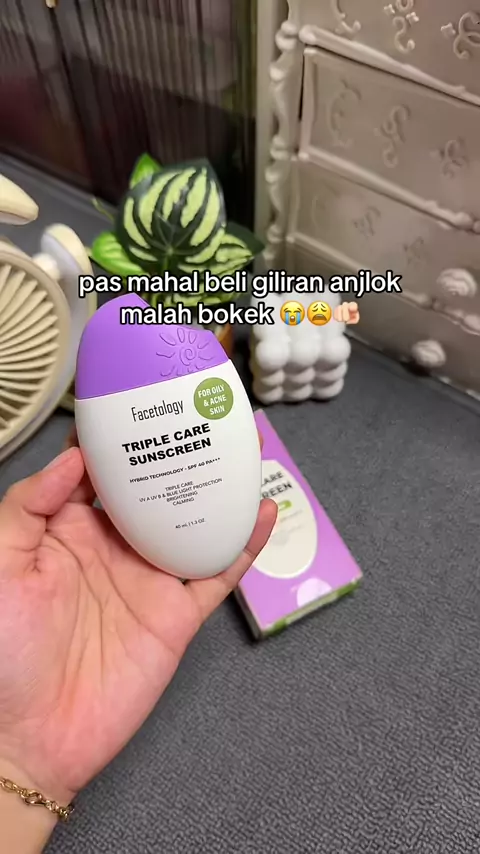 pas mahal beli giliran anjlok
malah bokek 😭😩🫵🏻
Facetology
FOR OILY
& ACNE
SKIN
TRIPLE CARE
SUNSCREEN
HYBRID TECHNOLOGY - SPF 40 PA+++
TRIPLE CARE
UV A UV B & BLUE LIGHT PROTECTION
BRIGHTENING
CALMING
40 mL / 1.3 OZ
CARE
REEN